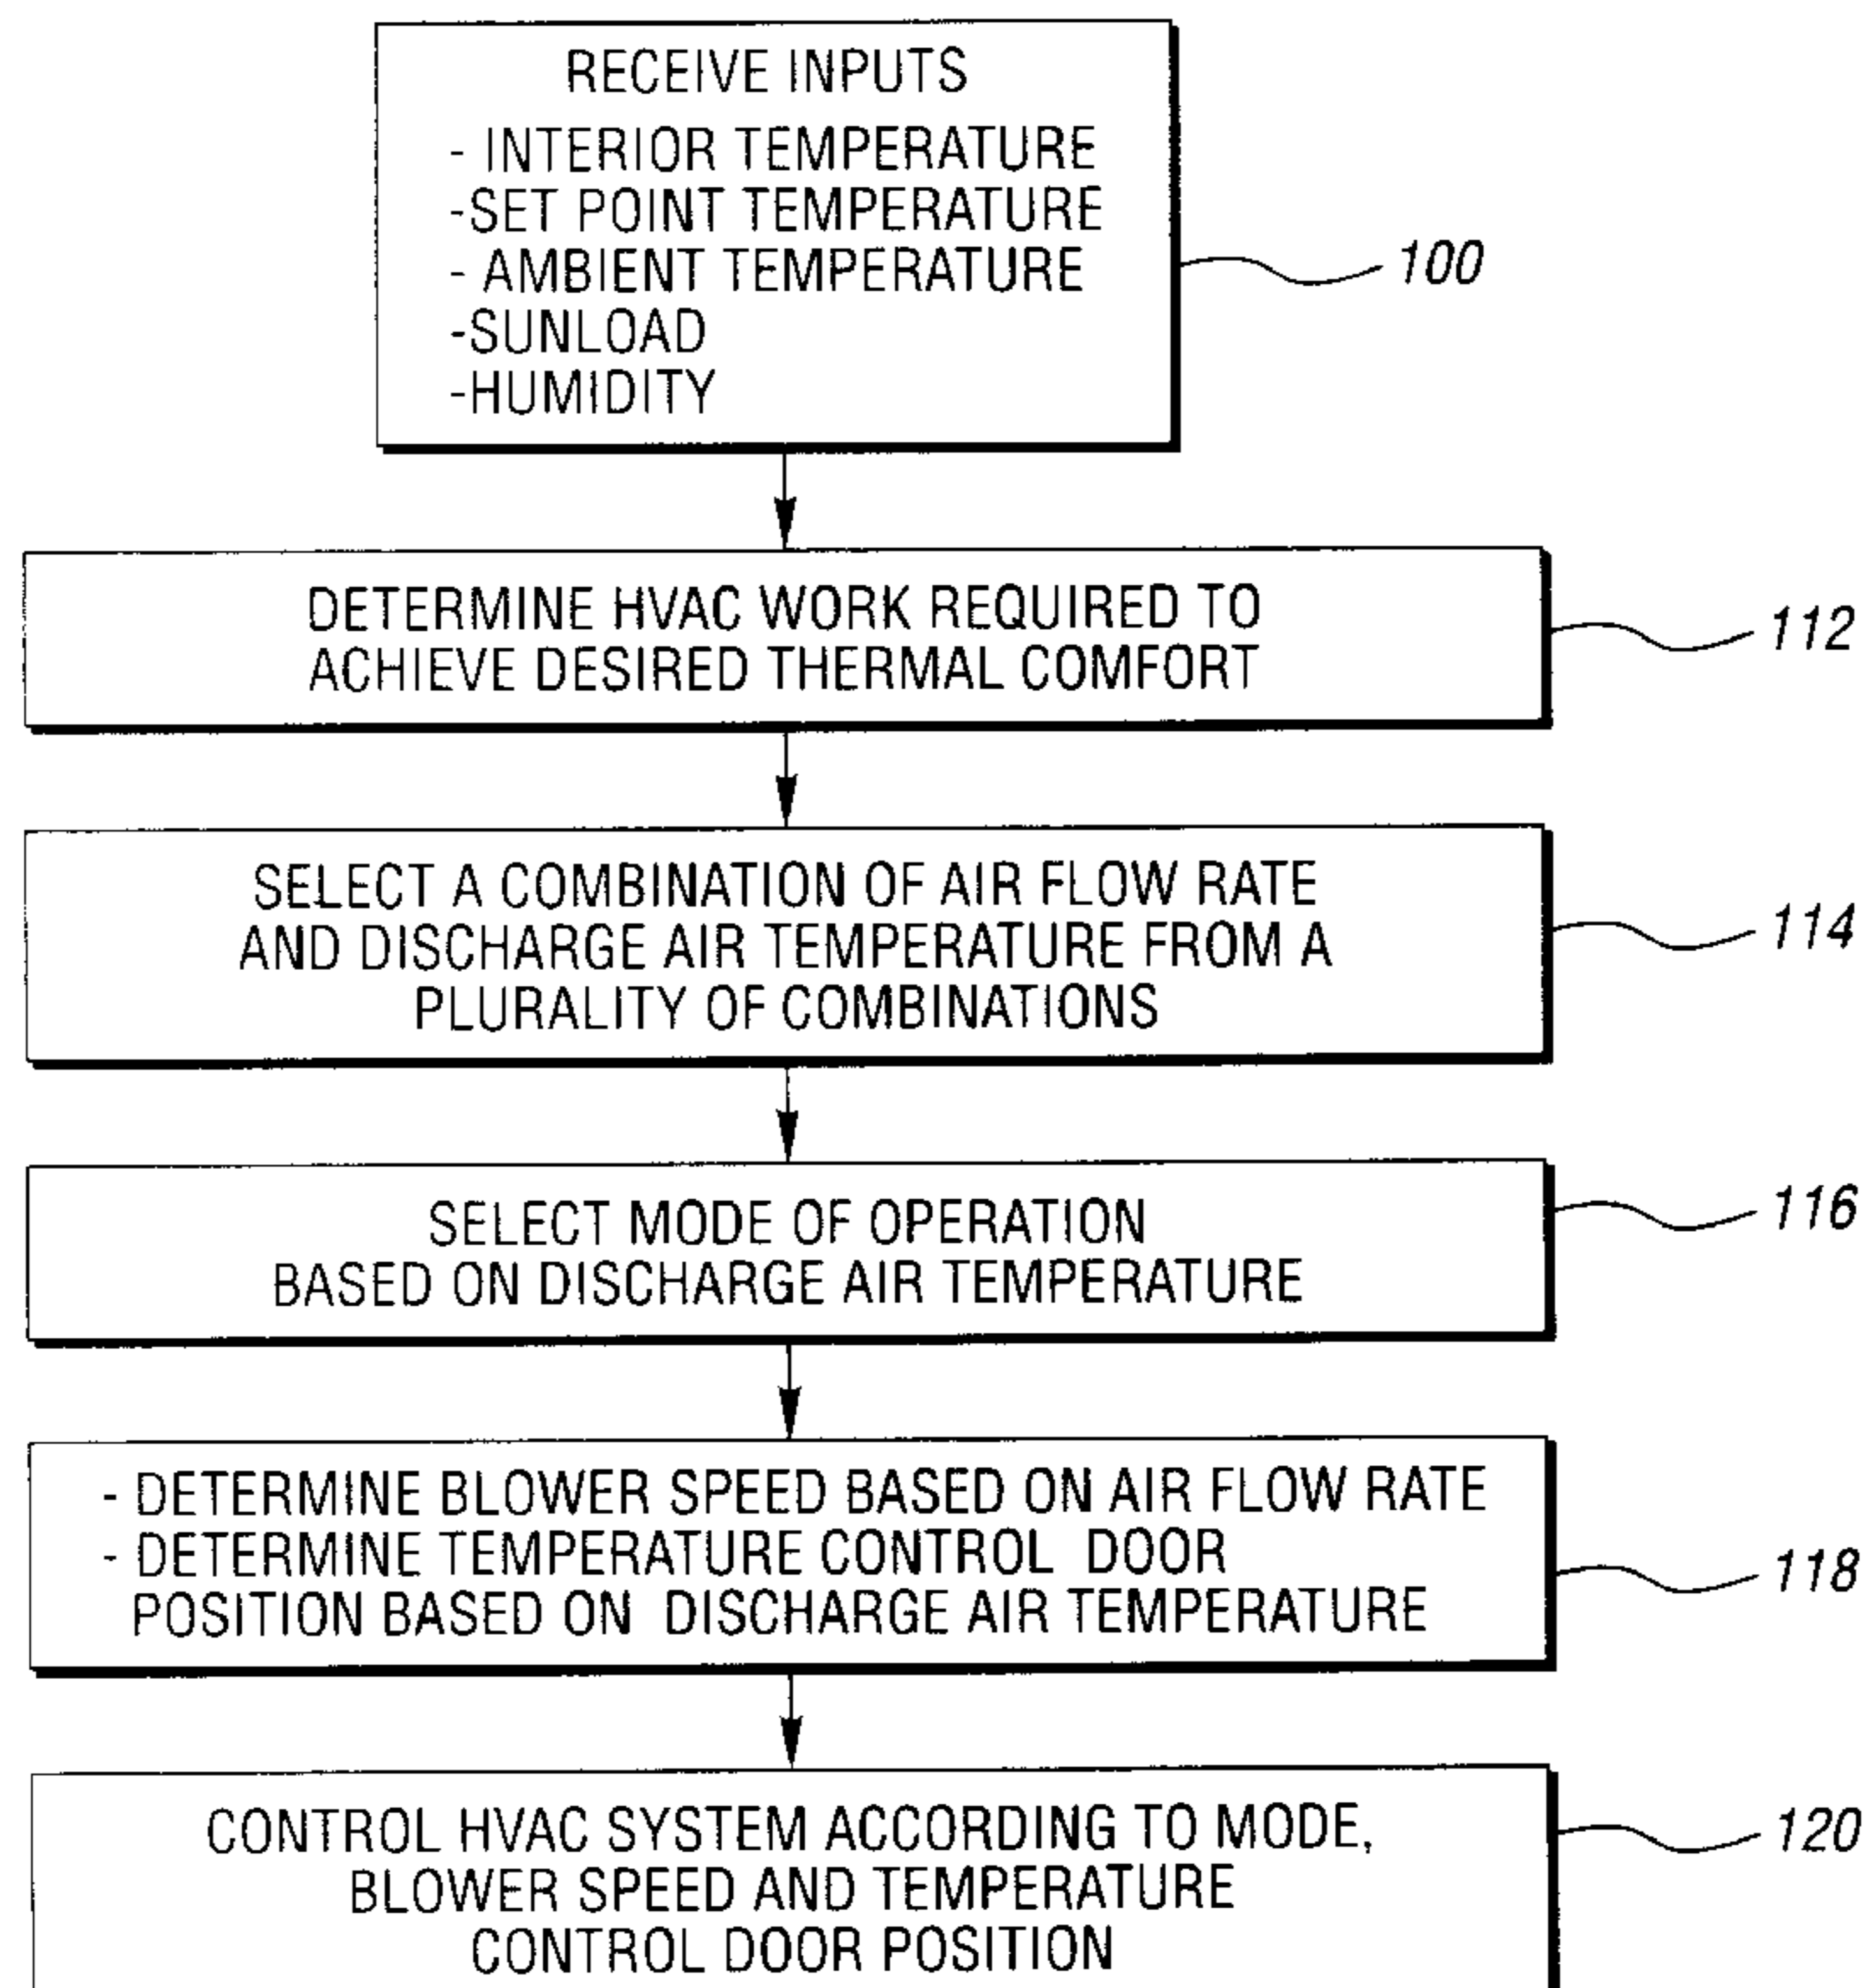 RECEIVE INPUTS
- INTERIOR TEMPERATURE
-SET POINT TEMPERATURE
- AMBIENT TEMPERATURE
-SUNLOAD
-HUMIDITY
100
DETERMINE HVAC WORK REQUIRED TO
ACHIEVE DESIRED THERMAL COMFORT
112
SELECT A COMBINATION OF AIR FLOW RATE
AND DISCHARGE AIR TEMPERATURE FROM A
PLURALITY OF COMBINATIONS
114
SELECT MODE OF OPERATION
BASED ON DISCHARGE AIR TEMPERATURE
116
- DETERMINE BLOWER SPEED BASED ON AIR FLOW RATE
- DETERMINE TEMPERATURE CONTROL DOOR
POSITION BASED ON DISCHARGE AIR TEMPERATURE
118
CONTROL HVAC SYSTEM ACCORDING TO MODE,
BLOWER SPEED AND TEMPERATURE
CONTROL DOOR POSITION
120